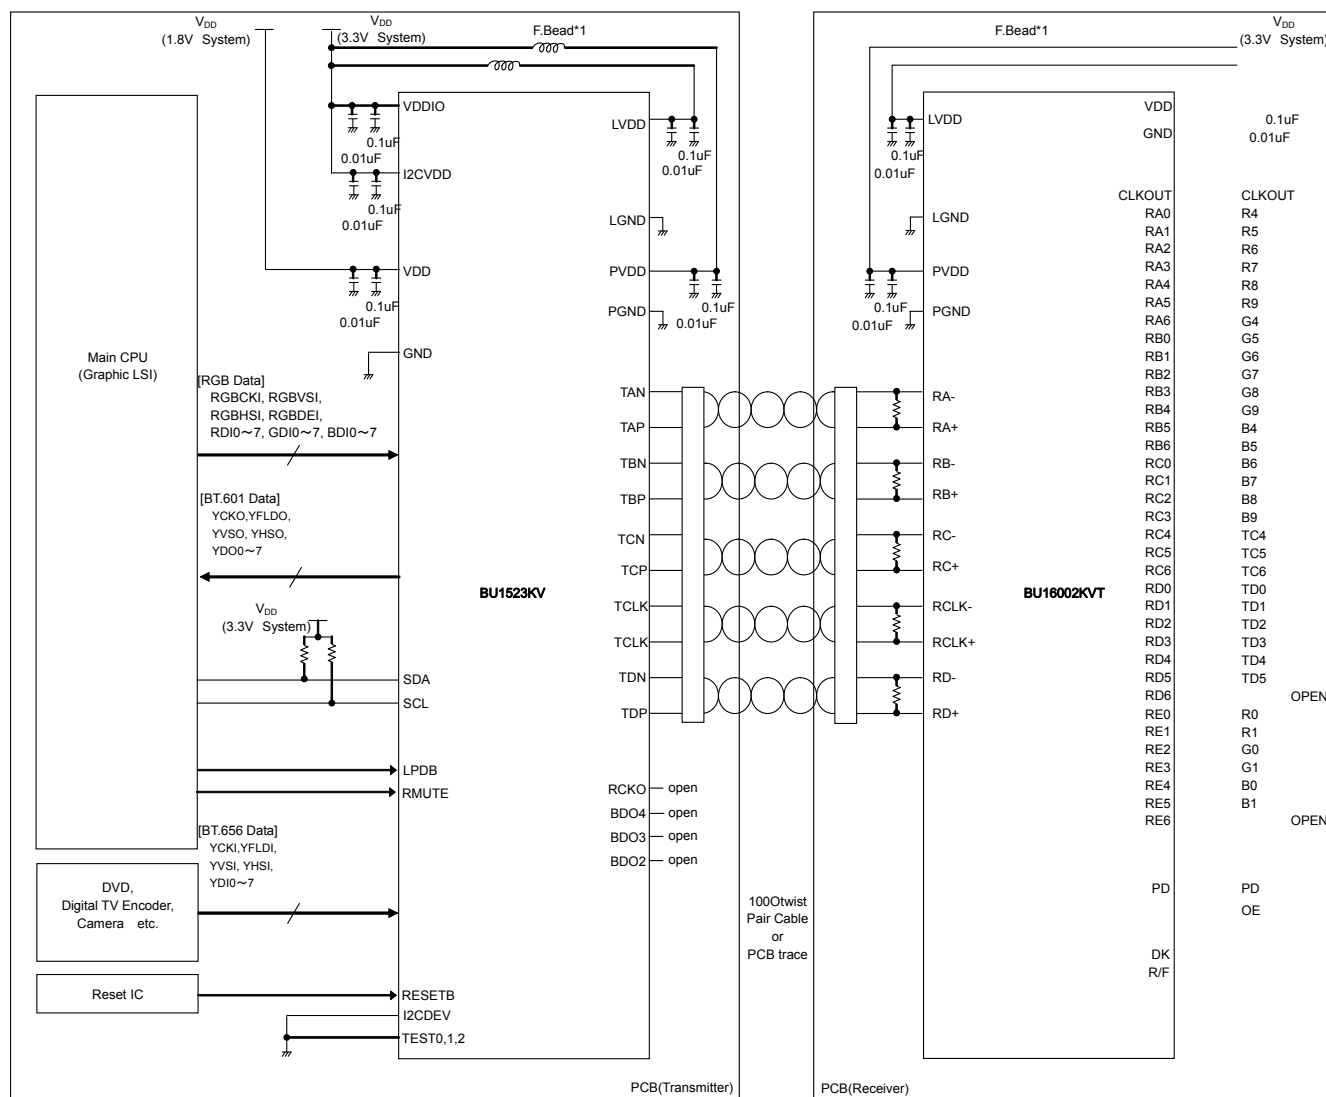 VDD
(1.8V System)
VDD
(3.3V System)
F.Bead*1
Main CPU
(Graphic LSI)
[RGB Data]
RGBCKI, RGBVSI,
RGBHSI, RGBDEI,
RDI0~7, GDI0~7, BDI0~7
[BT.601 Data]
YCKO,YFLDO,
YVSO, YHSO,
YDO0~7
VDD
(3.3V System)
[BT.656 Data]
YCKI,YFLDI,
YVSI, YHSI,
YDI0~7
DVD,
Digital TV Encoder,
Camera etc.
Reset IC
VDDIO
0.1uF
0.01uF
I2CVDD
0.1uF
0.01uF
VDD
0.1uF
0.01uF
GND
SDA
SCL
LPDB
RMUTE
RESETB
I2CDEV
TEST0,1,2
BU1523KV
LVDD
0.1uF
0.01uF
LGND
PVDD
0.1uF
0.01uF
PGND
TAN
TAP
TBN
TBP
TCN
TCP
TCLK
TCLK
TDN
TDP
RCKO open
BDO4 open
BDO3 open
BDO2 open
PCB(Transmitter)
100Otwist
Pair Cable
or
PCB trace
F.Bead*1
VDD
(3.3V System)
LVDD
0.1uF
0.01uF
LGND
PVDD
0.1uF
0.01uF
PGND
RA-
RA+
RB-
RB+
RC-
RC+
RCLK-
RCLK+
RD-
RD+
BU16002KVT
VDD
GND
0.1uF
0.01uF
CLKOUT CLKOUT
RA0 R4
RA1 R5
RA2 R6
RA3 R7
RA4 R8
RA5 R9
RA6 G4
RB0 G5
RB1 G6
RB2 G7
RB3 G8
RB4 G9
RB5 B4
RB6 B5
RC0 B6
RC1 B7
RC2 B8
RC3 B9
RC4 TC4
RC5 TC5
RC6 TC6
RD0 TD0
RD1 TD1
RD2 TD2
RD3 TD3
RD4 TD4
RD5 TD5
RD6 OPEN
RE0 R0
RE1 R1
RE2 G0
RE3 G1
RE4 B0
RE5 B1
RE6 OPEN
PD PD
OE
DK
R/F
PCB(Receiver)